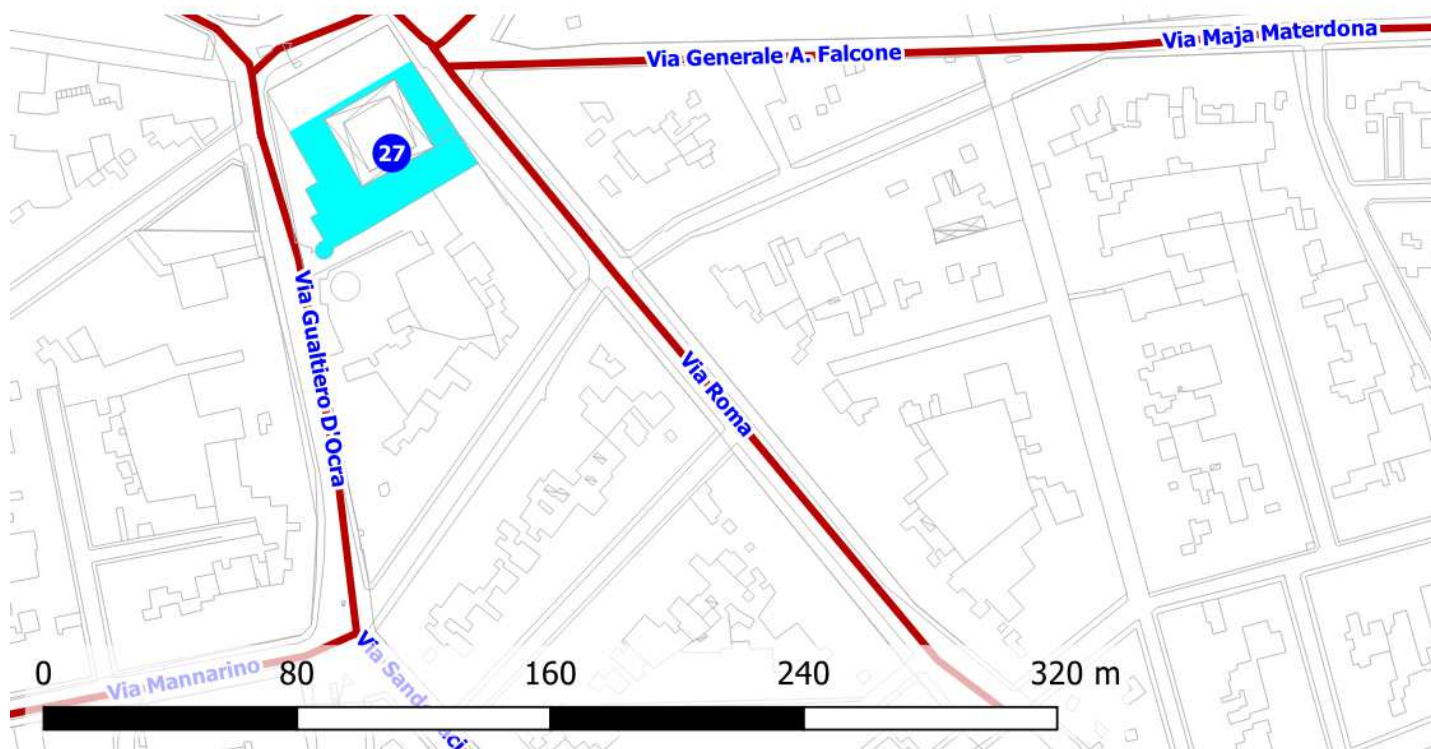 Via Maja Materdona
Via Generale A. Falcone
27
Via Gualtiero D'Ocra
Via Roma
Via Mannarino
Via
0 80 160 240 320 m